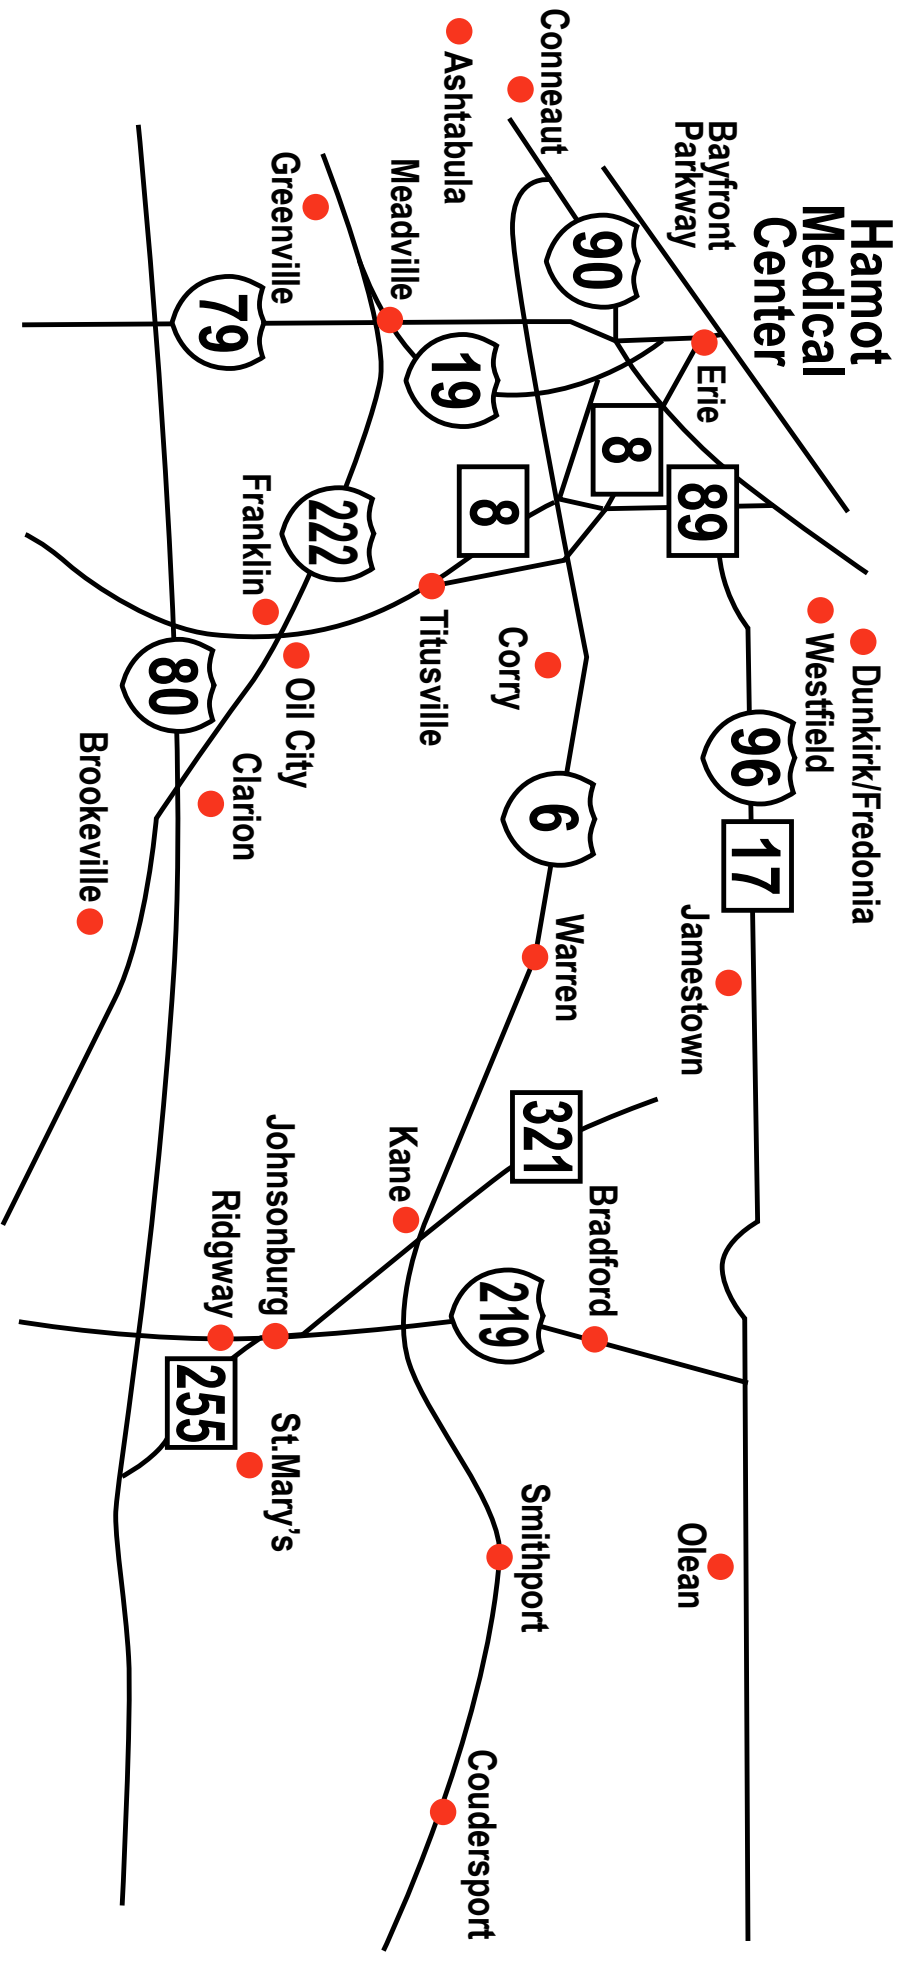 Hamot
Medical
Center
Bayfront
Parkway
Conneaut
Ashtabula
90
Erie
Dunkirk/Fredonia
Westfield
89
96
17
Jamestown
Olean
8
8
Meadville
19
Greenville
79
222
Titusville
Corry
6
Warren
321
Bradford
219
Kane
Smithport
Coudersport
Franklin
Oil City
80
Clarion
Brookeville
Johnsonburg
Ridgway
255
St.Mary’s